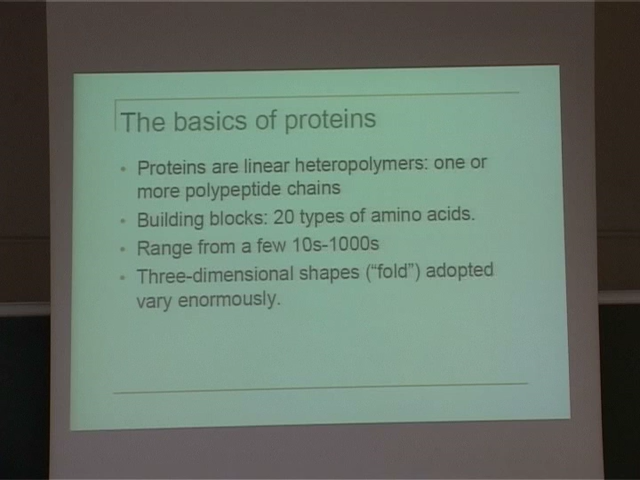 The basics of proteins
• Proteins are linear heteropolymers: one or
more polypeptide chains
• Building blocks: 20 types of amino acids.
• Range from a few 10s-1000s
• Three-dimensional shapes (“fold”) adopted
vary enormously.